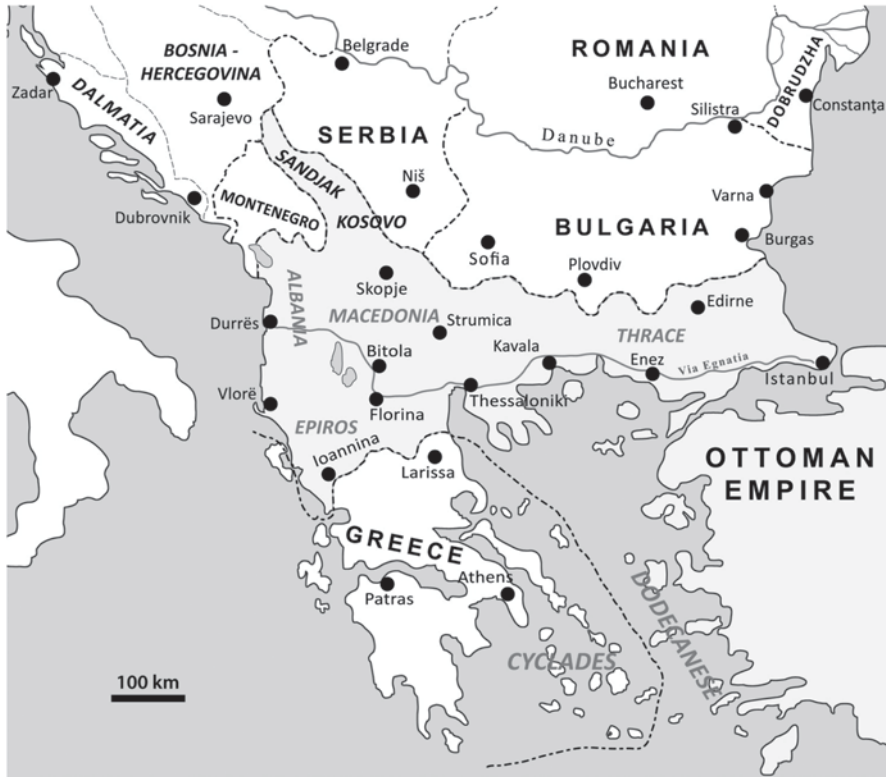 BOSNIA -
HERCEGOVINA
Belgrade
ROMANIA
Bucharest
Zadar
DALMATIA
Sarajevo
SERBIA
Silistra
DOBRUDZHA
Constanţa
Danube
SANDJAK
Niš
MONTENEGRO
KOSOVO
Dubrovnik
Varna
BULGARIA
Burgas
Sofia
Plovdiv
Skopje
ALBANIA
Edirne
MACEDONIA
Durrës
Strumica
THRACE
Bitola
Kavala
Enez
Via Egnatia
Istanbul
Vlorë
Florina
Thessaloniki
EPIROS
Ioannina
Larissa
OTTOMAN
EMPIRE
GREECE
Athens
Patras
DODECANESE
CYCLADES
100 km